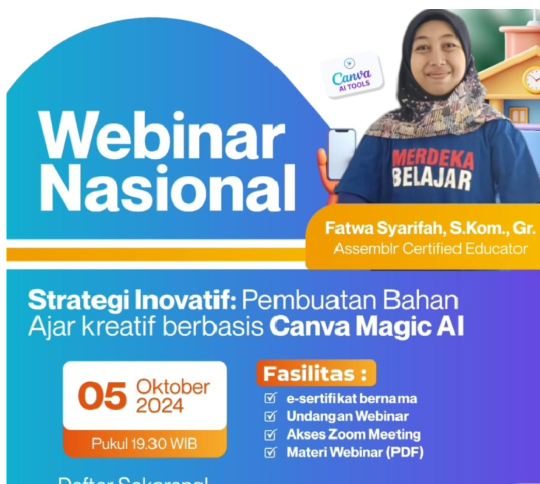 Canva
AI TOOLS
Webinar
Nasional
MERDEKA
BELAJAR
Fatwa Syarifah, S.Kom., Gr.
Assemblr Certified Educator
Strategi Inovatif: Pembuatan Bahan
Ajar kreatif berbasis Canva Magic AI
05 Oktober
2024
Pukul 19.30 WIB
Fasilitas :
e-sertifikat bernama
Undangan Webinar
Akses Zoom Meeting
Materi Webinar (PDF)
Daftar Sekarang!